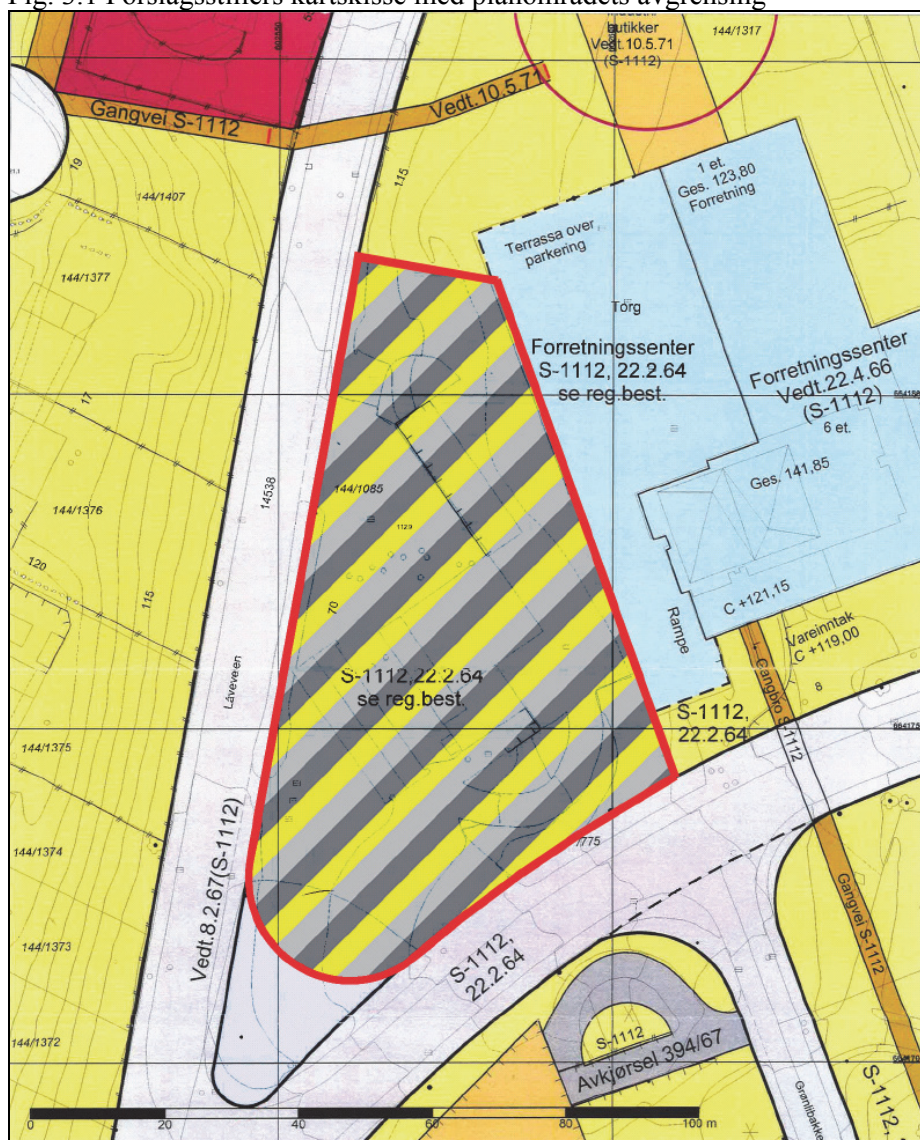 Fig. 3.1 Forslagsstillers kartskisse med planområdets avgrensing
butikker
Vedt.10.5.71
(S-1112)
144/1317
Vedt.10.5.71
Gangvei S-1112
19
115
1 et.
Ges. 123,80
Forretning
144/1407
Terrassa over
parkering
144/1377
Torg
Forretningssenter
S-1112, 22.2.64
se reg.best.
Forretningssenter
Vedt.22.4.66
(S-1112)
6 et.
17
Ges. 141,85
14538
144/1085
1129
144/1376
120
115
70
C +121,15
Rampe
Vareinntak
C +119,00
Gangbro S-1112
8
S-1112,22.2.64
se reg.best.
S-1112,
22.2.64
144/1375
Vedt.8.2.67(S-1112)
144/1374
/775
S-1112,
22.2.64
Gangvei S-1112
144/1373
144/1372
S-1112
Avkjørsel 394/67
S-1112,
0
20
40
60
80
100 m